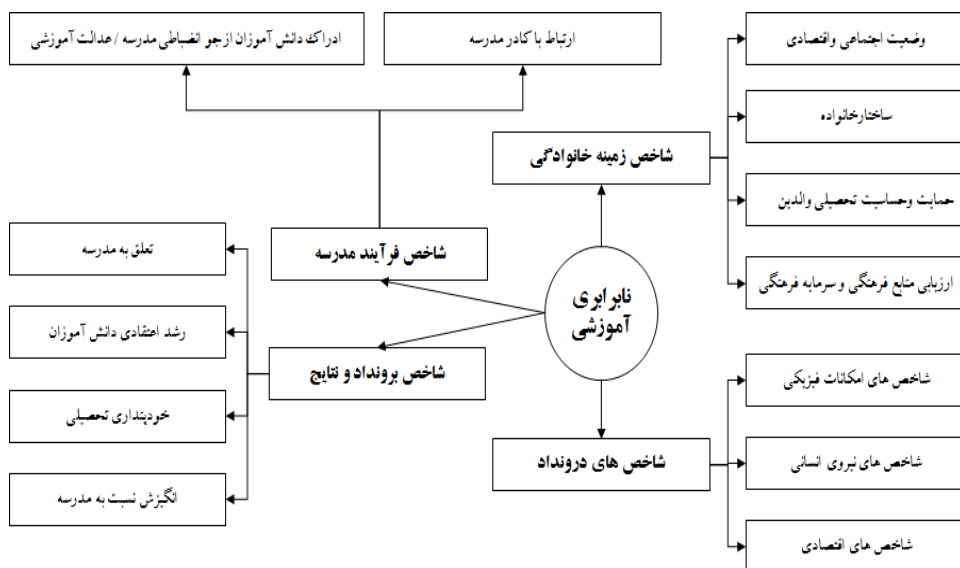 وضعیت اجتماعی واقتصادی
ارتباط با کادر مدرسه
ادراک دانش آموزان از جو انضباطی مدرسه / عدالت آموزشی
ساختارخانواده
شاخص زمینه خانوادگی
حمایت وحساسیت تحصیلی والدین
ارزیابی منابع فرهنگی و سرمایه فرهنگی
شاخص فرآیند مدرسه
تعلق به مدرسه
نابرابری
آموزشی
رشد اعتقادی دانش آموزان
شاخص برونداد و نتایج
خودپنداری تحصیلی
انگیزش نسبت به مدرسه
شاخص های امکانات فیزیکی
شاخص های درونداد
شاخص های نیروی انسانی
شاخص های اقتصادی